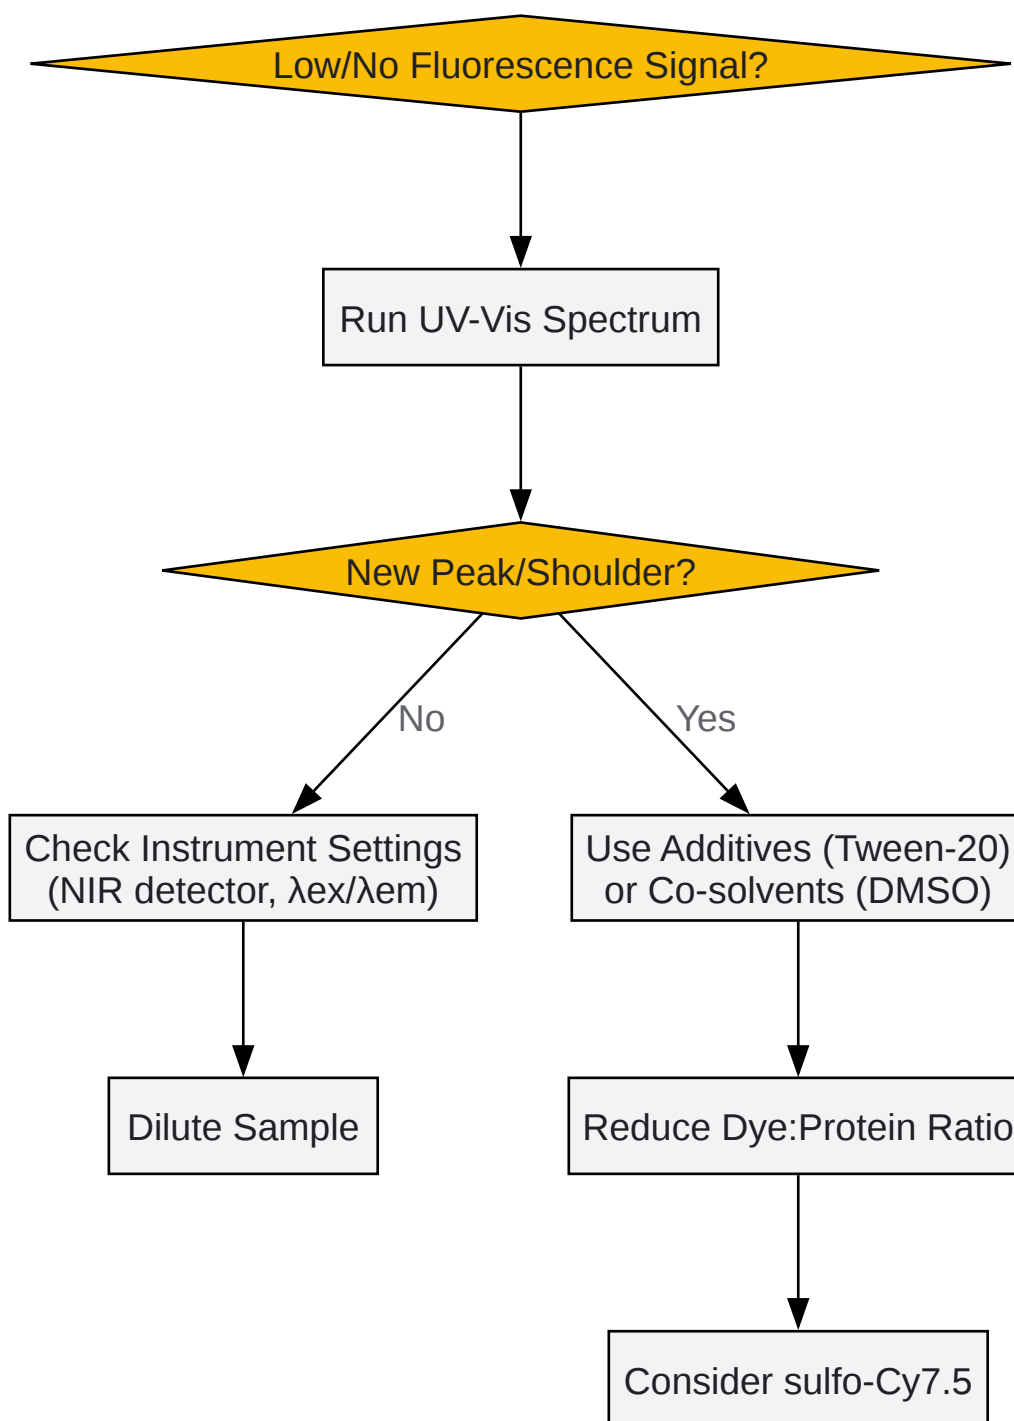 Low/No Fluorescence Signal?
Run UV-Vis Spectrum
New Peak/Shoulder?
No
Yes
Check Instrument Settings
(NIR detector, λex/λem)
Use Additives (Tween-20)
or Co-solvents (DMSO)
Dilute Sample
Reduce Dye:Protein Ratio
Consider sulfo-Cy7.5